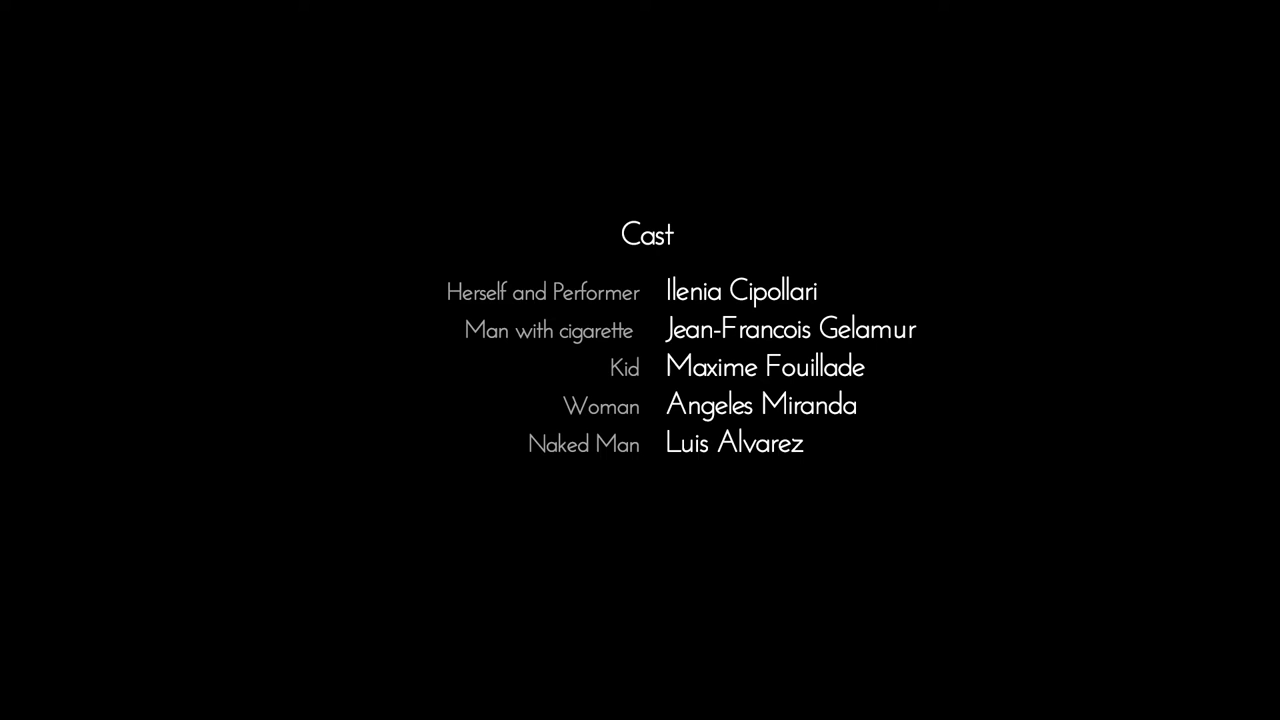 Cast
Herself and Performer Ilenia Cipollari
Man with cigarette Jean-Francois Gelamur
Kid Maxime Fouillade
Woman Angeles Miranda
Naked Man Luis Alvarez